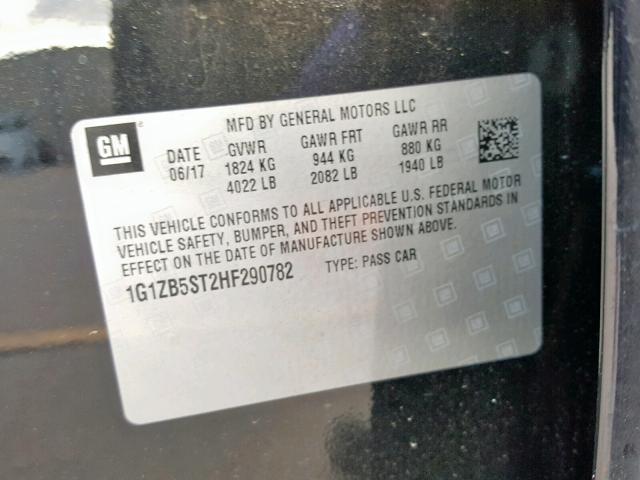 MFD BY GENERAL MOTORS LLC
GM
DATE GVWR GAWR FRT GAWR RR
06/17 1824 KG 944 KG 880 KG
4022 LB 2082 LB 1940 LB
THIS VEHICLE CONFORMS TO ALL APPLICABLE U.S. FEDERAL MOTOR
VEHICLE SAFETY, BUMPER, AND THEFT PREVENTION STANDARDS IN
EFFECT ON THE DATE OF MANUFACTURE SHOWN ABOVE.
1G1ZB5ST2HF290782 TYPE: PASS CAR